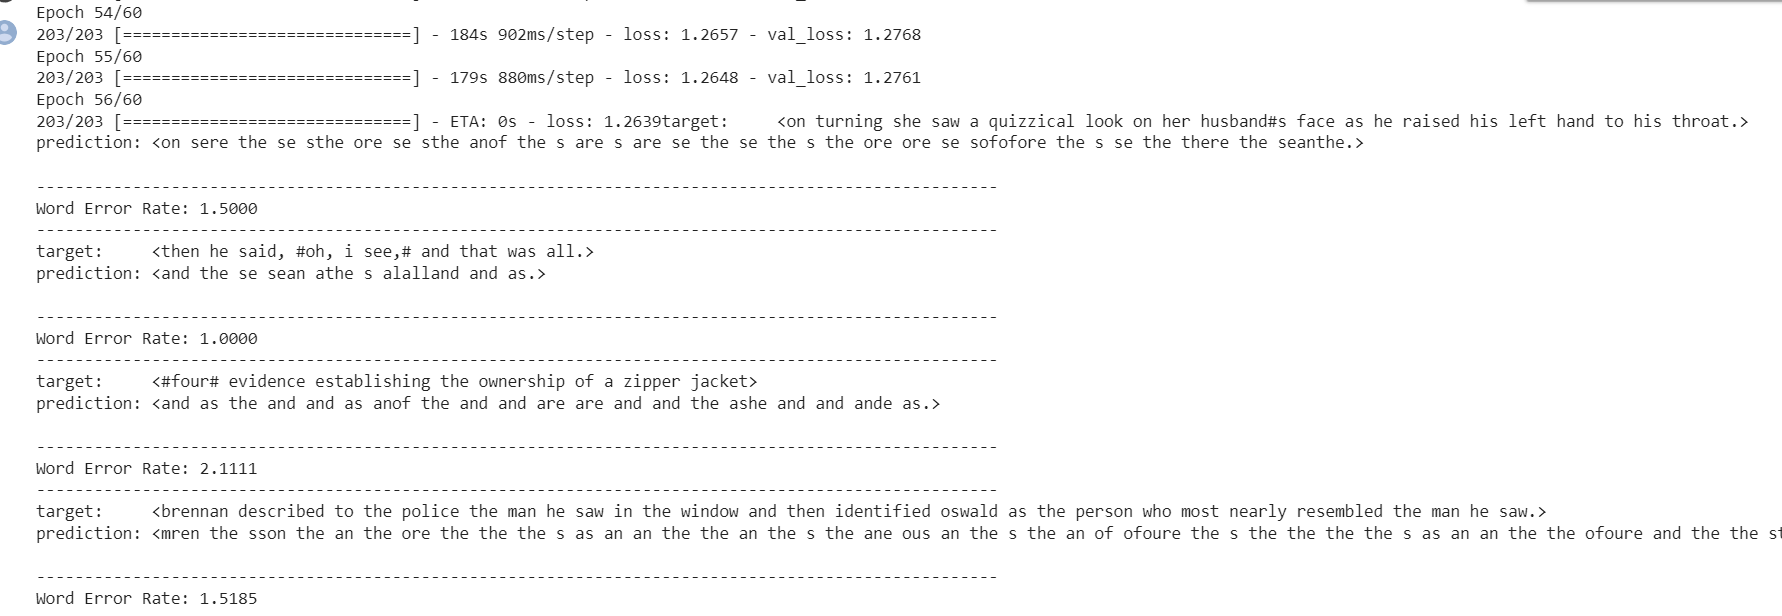 Epoch 54/60
203/203 [==============================] - 184s 902ms/step - loss: 1.2657 - val_loss: 1.2768
Epoch 55/60
203/203 [==============================] - 179s 880ms/step - loss: 1.2648 - val_loss: 1.2761
Epoch 56/60
203/203 [==============================] - ETA: 0s - loss: 1.2639target:     <on turning she saw a quizzical look on her husband#s face as he raised his left hand to his throat.>
prediction: <on sere the se sthe ore se sthe anof the s are s are se the se the s the ore ore se sofofore the s se the there the seanthe.>
----------------------------------------------------------------------------------------------------
Word Error Rate: 1.5000
----------------------------------------------------------------------------------------------------
target:     <then he said, #oh, i see,# and that was all.>
prediction: <and the se sean athe s alalland and as.>
----------------------------------------------------------------------------------------------------
Word Error Rate: 1.0000
----------------------------------------------------------------------------------------------------
target:     <#four# evidence establishing the ownership of a zipper jacket>
prediction: <and as the and and as anof the and and are are and and the ashe and and ande as.>
----------------------------------------------------------------------------------------------------
Word Error Rate: 2.1111
----------------------------------------------------------------------------------------------------
target:     <brennan described to the police the man he saw in the window and then identified oswald as the person who most nearly resembled the man he saw.>
prediction: <mren the sson the an the ore the the the s as an an the the an the s the ane ous an the s the an of ofoure the s the the the the s as an an the the ofoure and the the st
----------------------------------------------------------------------------------------------------
Word Error Rate: 1.5185